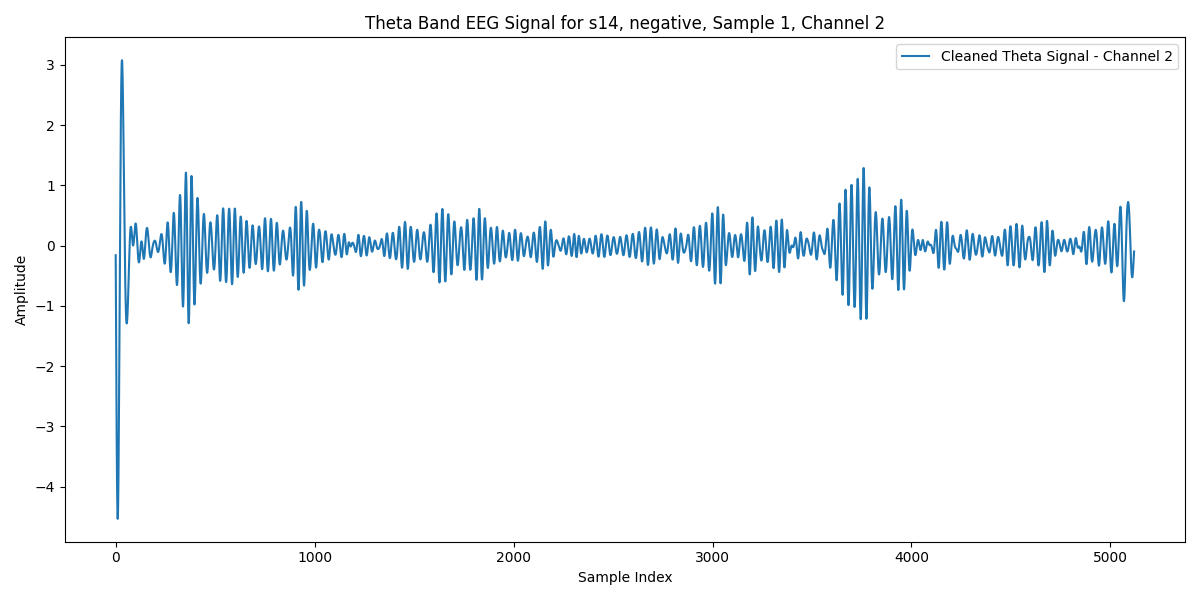 Theta Band EEG Signal for s14, negative, Sample 1, Channel 2
Cleaned Theta Signal - Channel 2
3
2
1
0
−1
−2
−3
−4
Amplitude
0 1000 2000 3000 4000 5000
Sample Index